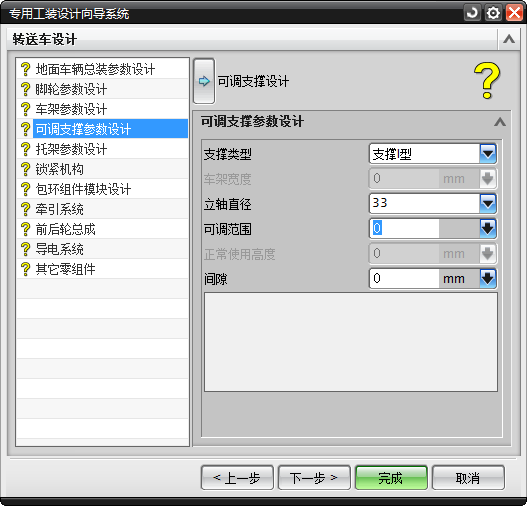 专用工装设计向导系统
转送车设计
地面车辆总装参数设计
脚轮参数设计
车架参数设计
可调支撑参数设计
托架参数设计
锁紧机构
包环组件模块设计
牵引系统
前后轮总成
导电系统
其它零组件
可调支撑设计
可调支撑参数设计
支撑类型 支撑I型
车架宽度 0 mm
立轴直径 33
可调范围 0
正常使用高度 0 mm
间隙 0 mm
< 上一步 下一步 > 完成 取消